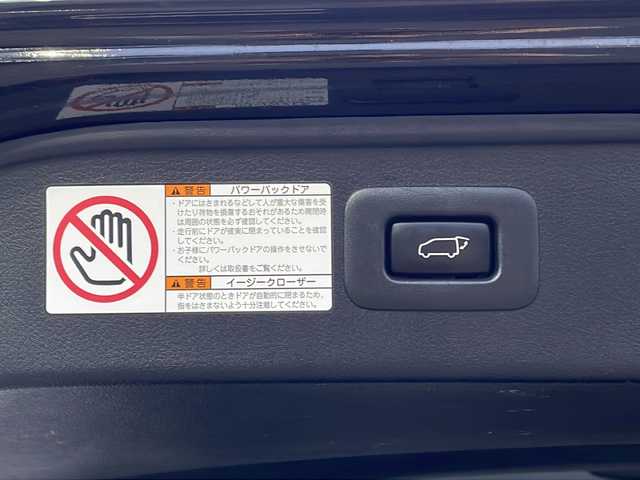 警告 パワーバックドア
・ドアにはさまれるなどして人が重大な傷害を受
けたり荷物を損傷するおそれがあるため開閉時
は周囲の状態を必ず確認してください。
・走行前にドアが確実に閉まっていることを確認
してください。
・お子様にパワーバックドアの操作をさせないで
ください。
詳しくは取扱書をご覧ください。
警告 イージークローザー
半ドア状態のときドアが自動的に閉まるため、
指をはさまないよう十分注意してください。